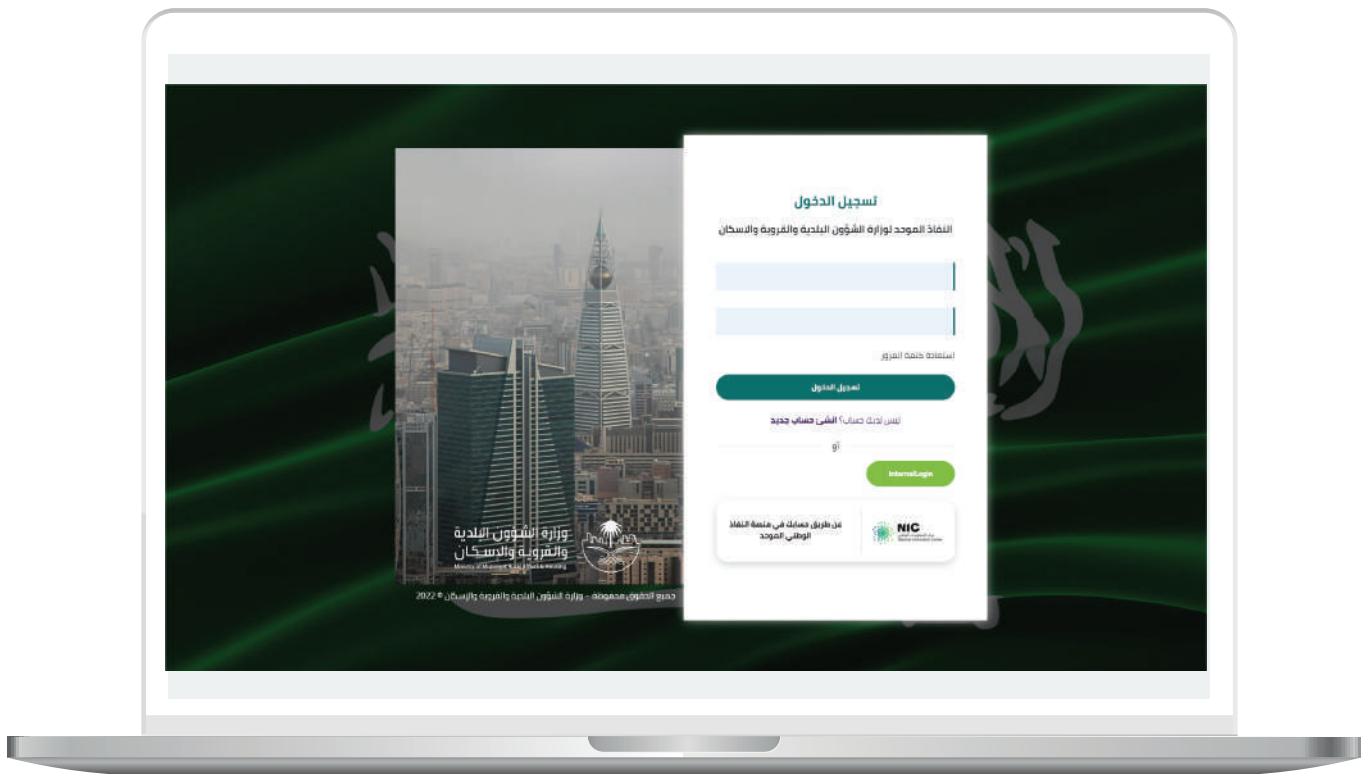 تسجيل الدخول
النفاذ الموحد لوزارة الشؤون البلدية والقروية والاسكان
استعادة كلمة المرور
تسجيل الدخول
ليس لديك حساب؟ انشئ حساب جديد
أو
InternalLogin
عن طريق حسابك في منصة النفاذ
الوطني الموحد
NIC
وزارة الشؤون البلدية
والقروية والإسكان
جميع الحقوق محفوظة – وزارة الشؤون البلدية والقروية والإسكان © 2022